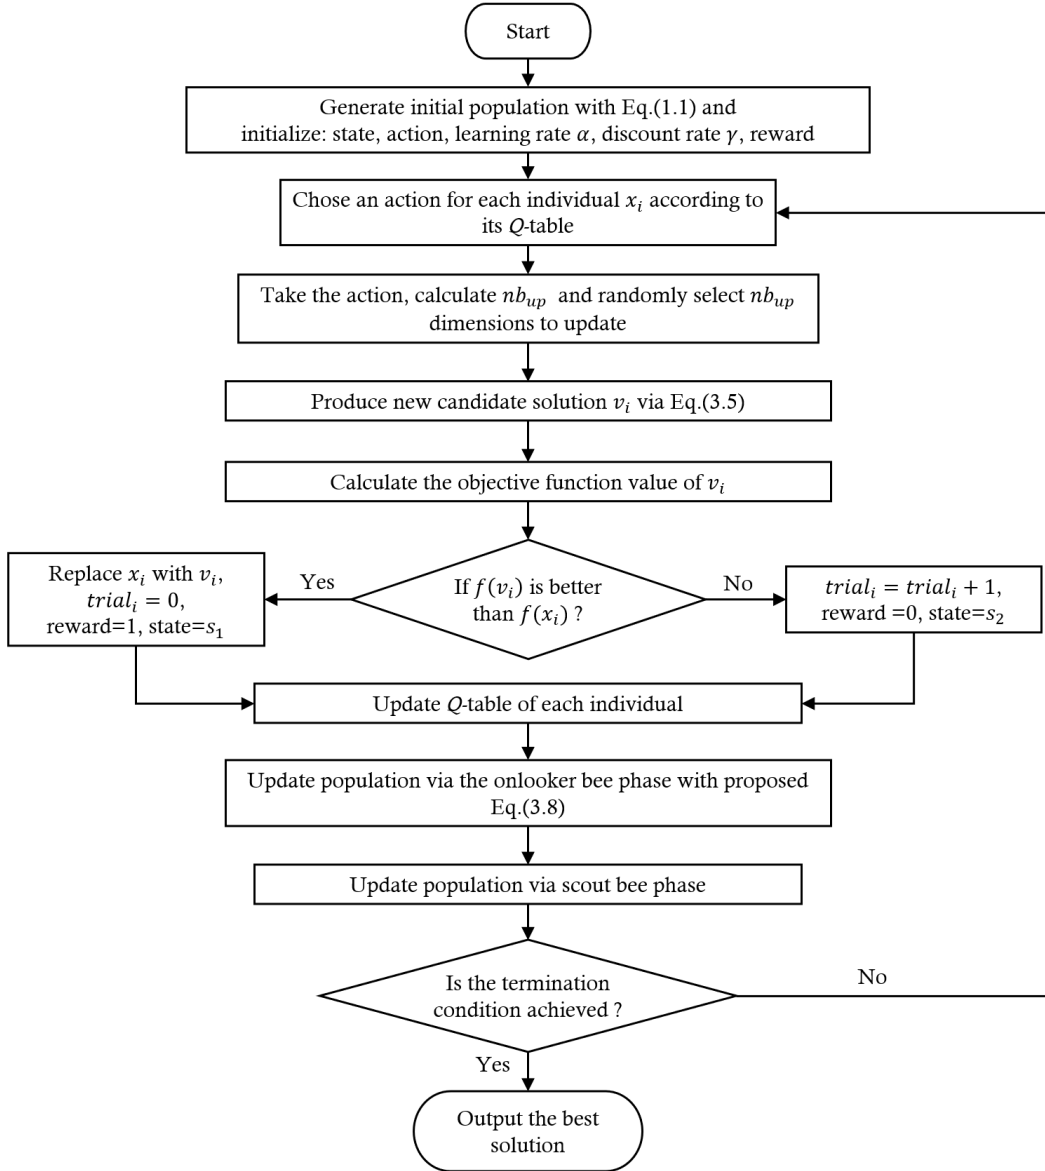 Start
Generate initial population with Eq.(1.1) and
initialize: state, action, learning rate α, discount rate γ, reward
Chose an action for each individual x_i according to
its Q-table
Take the action, calculate nb_up and randomly select nb_up
dimensions to update
Produce new candidate solution v_i via Eq.(3.5)
Calculate the objective function value of v_i
If f(v_i) is better
than f(x_i) ?
Yes
No
Replace x_i with v_i,
trial_i = 0,
reward=1, state=s_1
trial_i = trial_i + 1,
reward =0, state=s_2
Update Q-table of each individual
Update population via the onlooker bee phase with proposed
Eq.(3.8)
Update population via scout bee phase
Is the termination
condition achieved ?
No
Yes
Output the best
solution